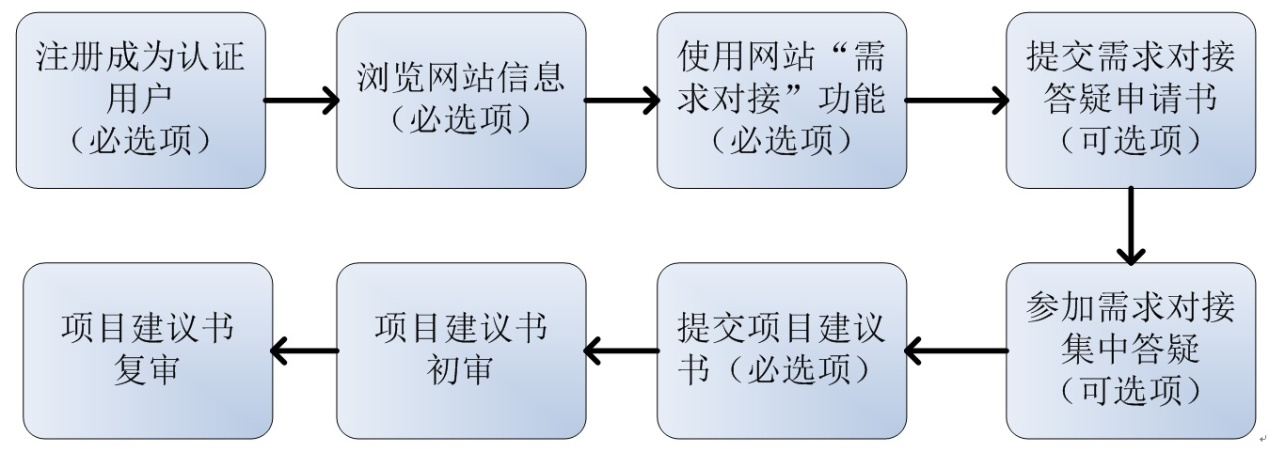 注册成为认证
用户
（必选项）
浏览网站信息
（必选项）
使用网站“需
求对接”功能
（必选项）
提交需求对接
答疑申请书
（可选项）
参加需求对接
集中答疑
（可选项）
提交项目建议
书（必选项）
项目建议书
初审
项目建议书
复审